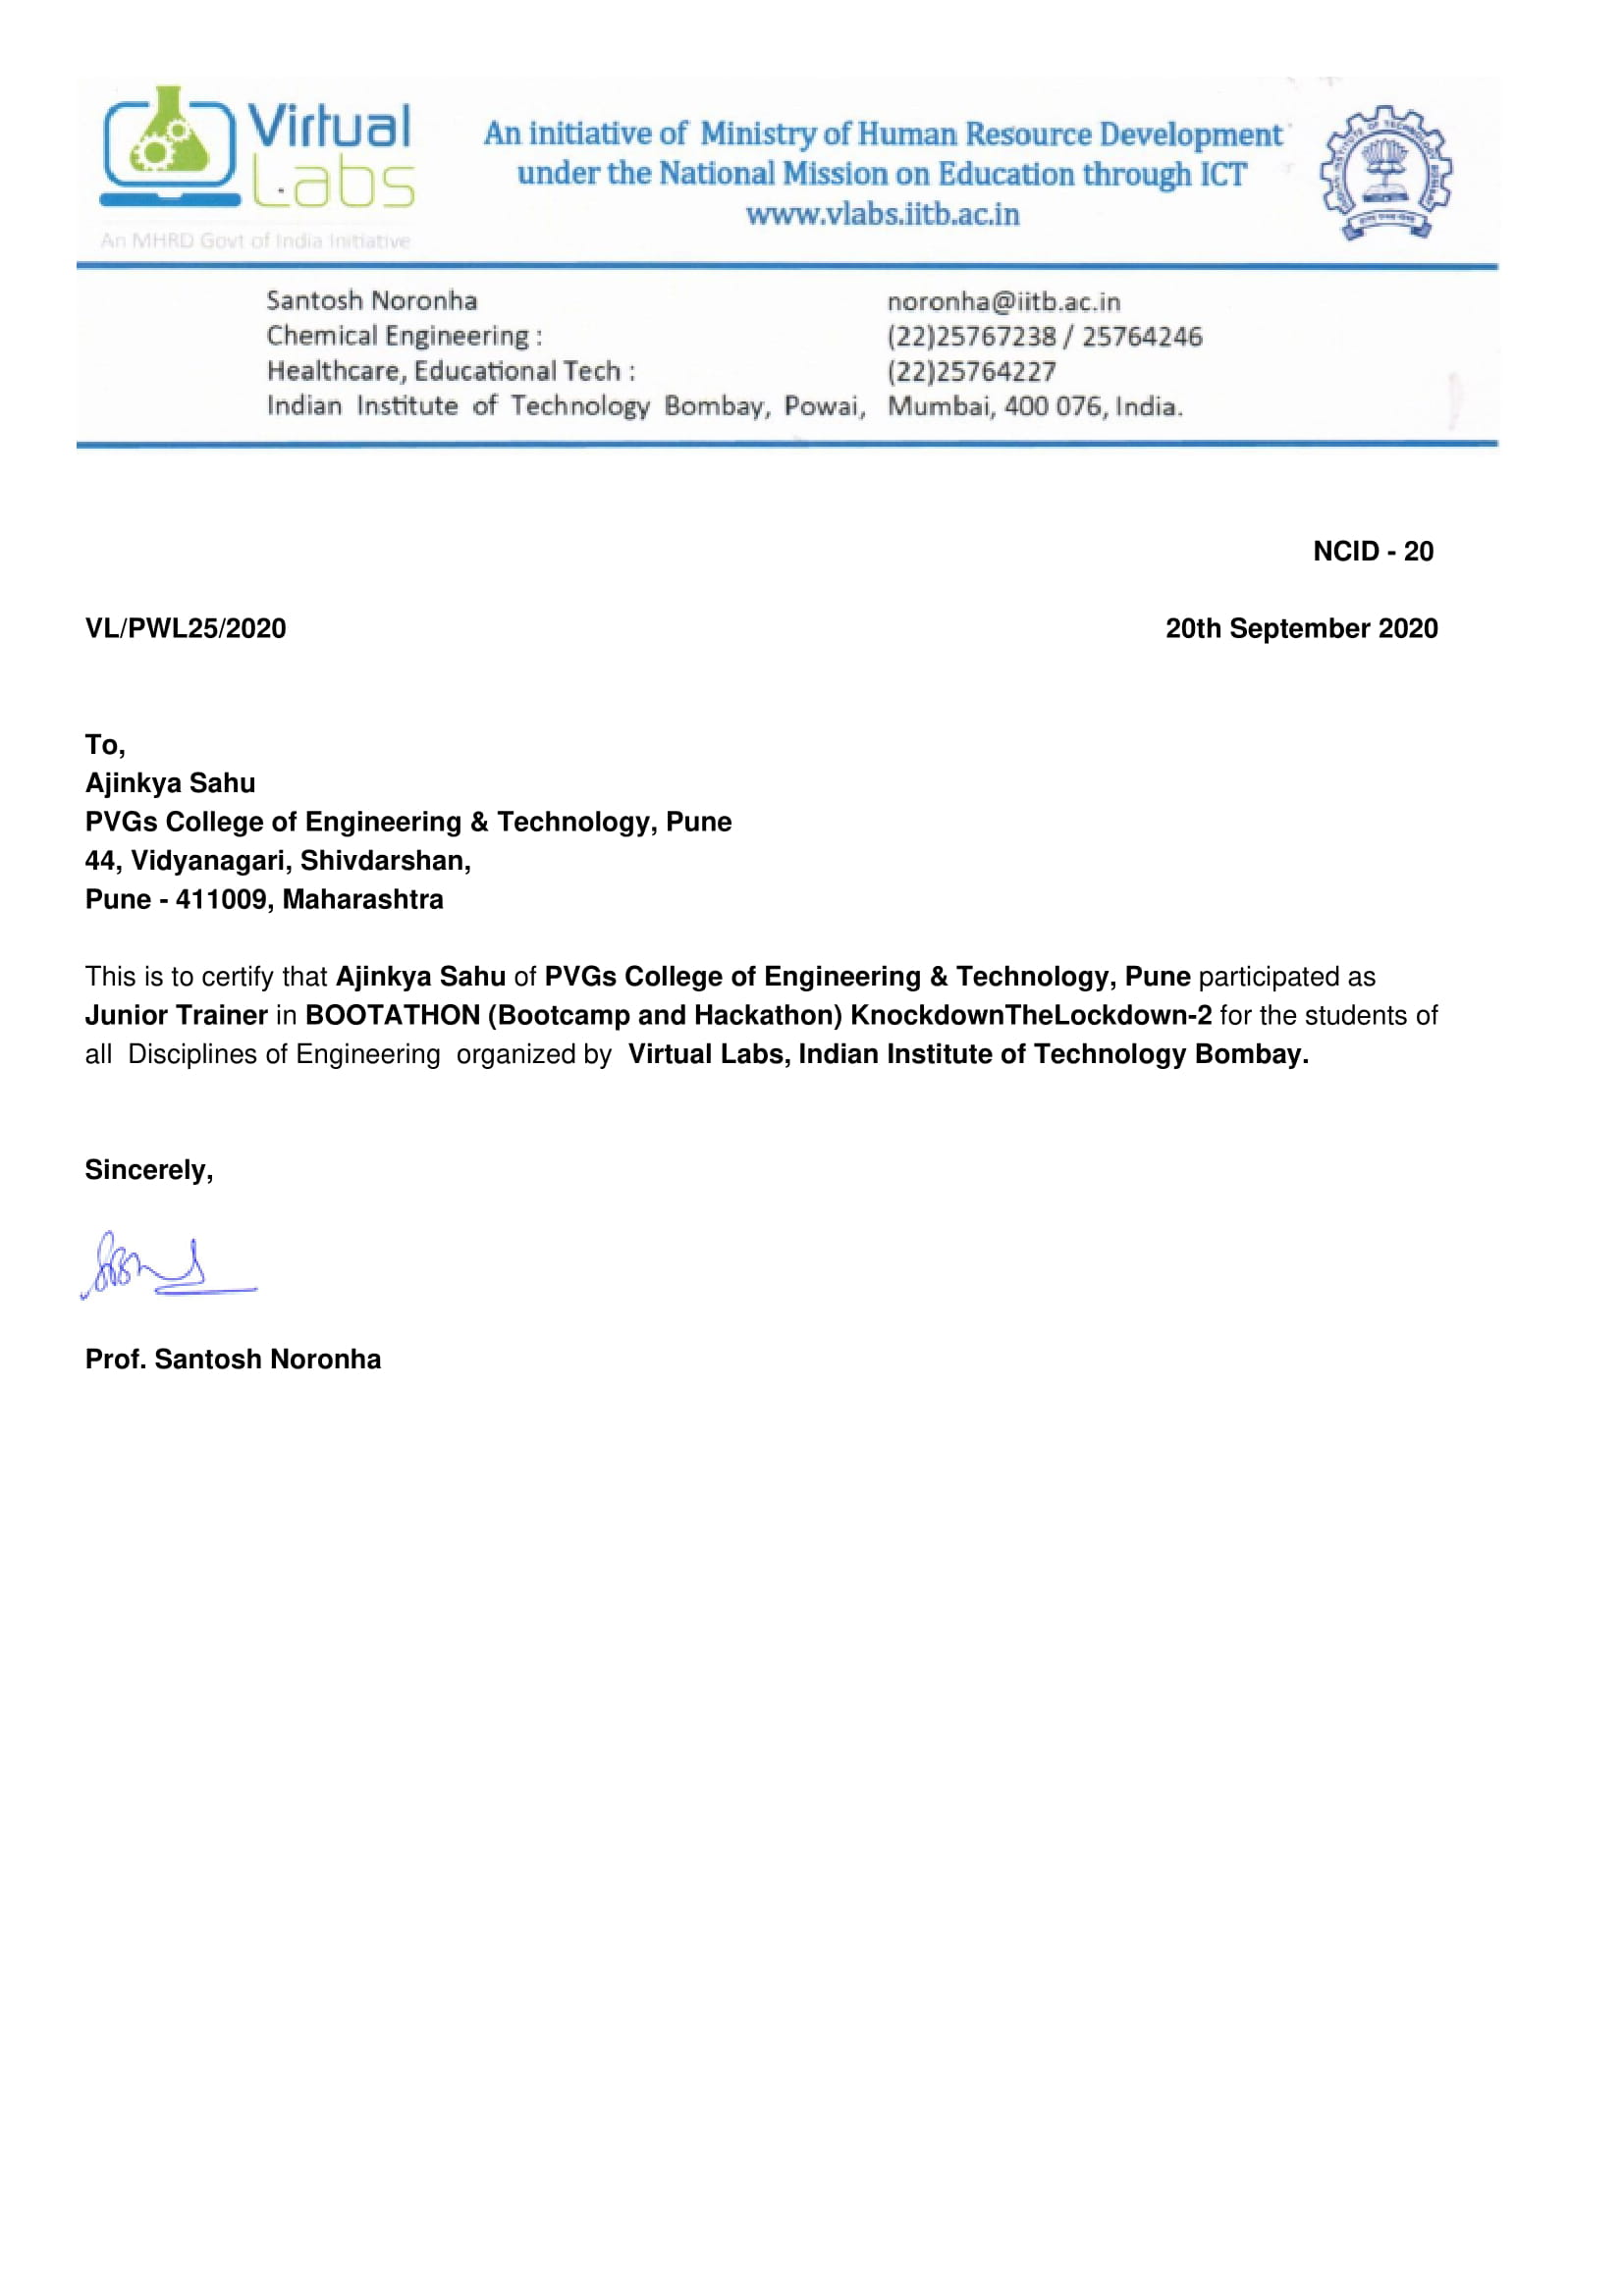 Virtual
Labs
An MHRD Govt of India Initiative
An initiative of Ministry of Human Resource Development
under the National Mission on Education through ICT
www.vlabs.iitb.ac.in
Santosh Noronha noronha@iitb.ac.in
Chemical Engineering : (22)25767238 / 25764246
Healthcare, Educational Tech : (22)25764227
Indian Institute of Technology Bombay, Powai, Mumbai, 400 076, India.
NCID - 20
VL/PWL25/2020 20th September 2020
To,
Ajinkya Sahu
PVGs College of Engineering & Technology, Pune
44, Vidyanagari, Shivdarshan,
Pune - 411009, Maharashtra
This is to certify that Ajinkya Sahu of PVGs College of Engineering & Technology, Pune participated as
Junior Trainer in BOOTATHON (Bootcamp and Hackathon) KnockdownTheLockdown-2 for the students of
all Disciplines of Engineering organized by Virtual Labs, Indian Institute of Technology Bombay.
Sincerely,
Prof. Santosh Noronha